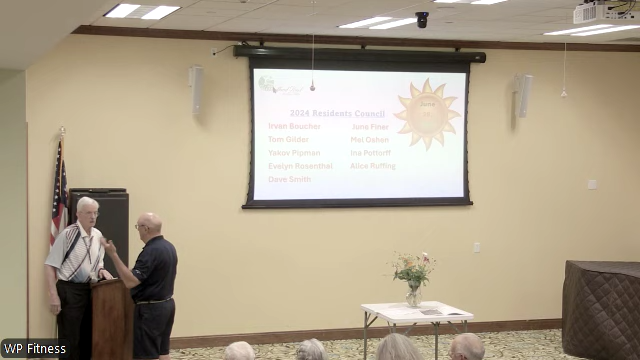 2024 Residents Council
Irvan Boucher June Finer
Tom Gilder Mel Oshen
Yakov Pipman Ina Potloff
Evelyn Rosenthal Alice Ruffing
Dave Smith
June
WP Fitness